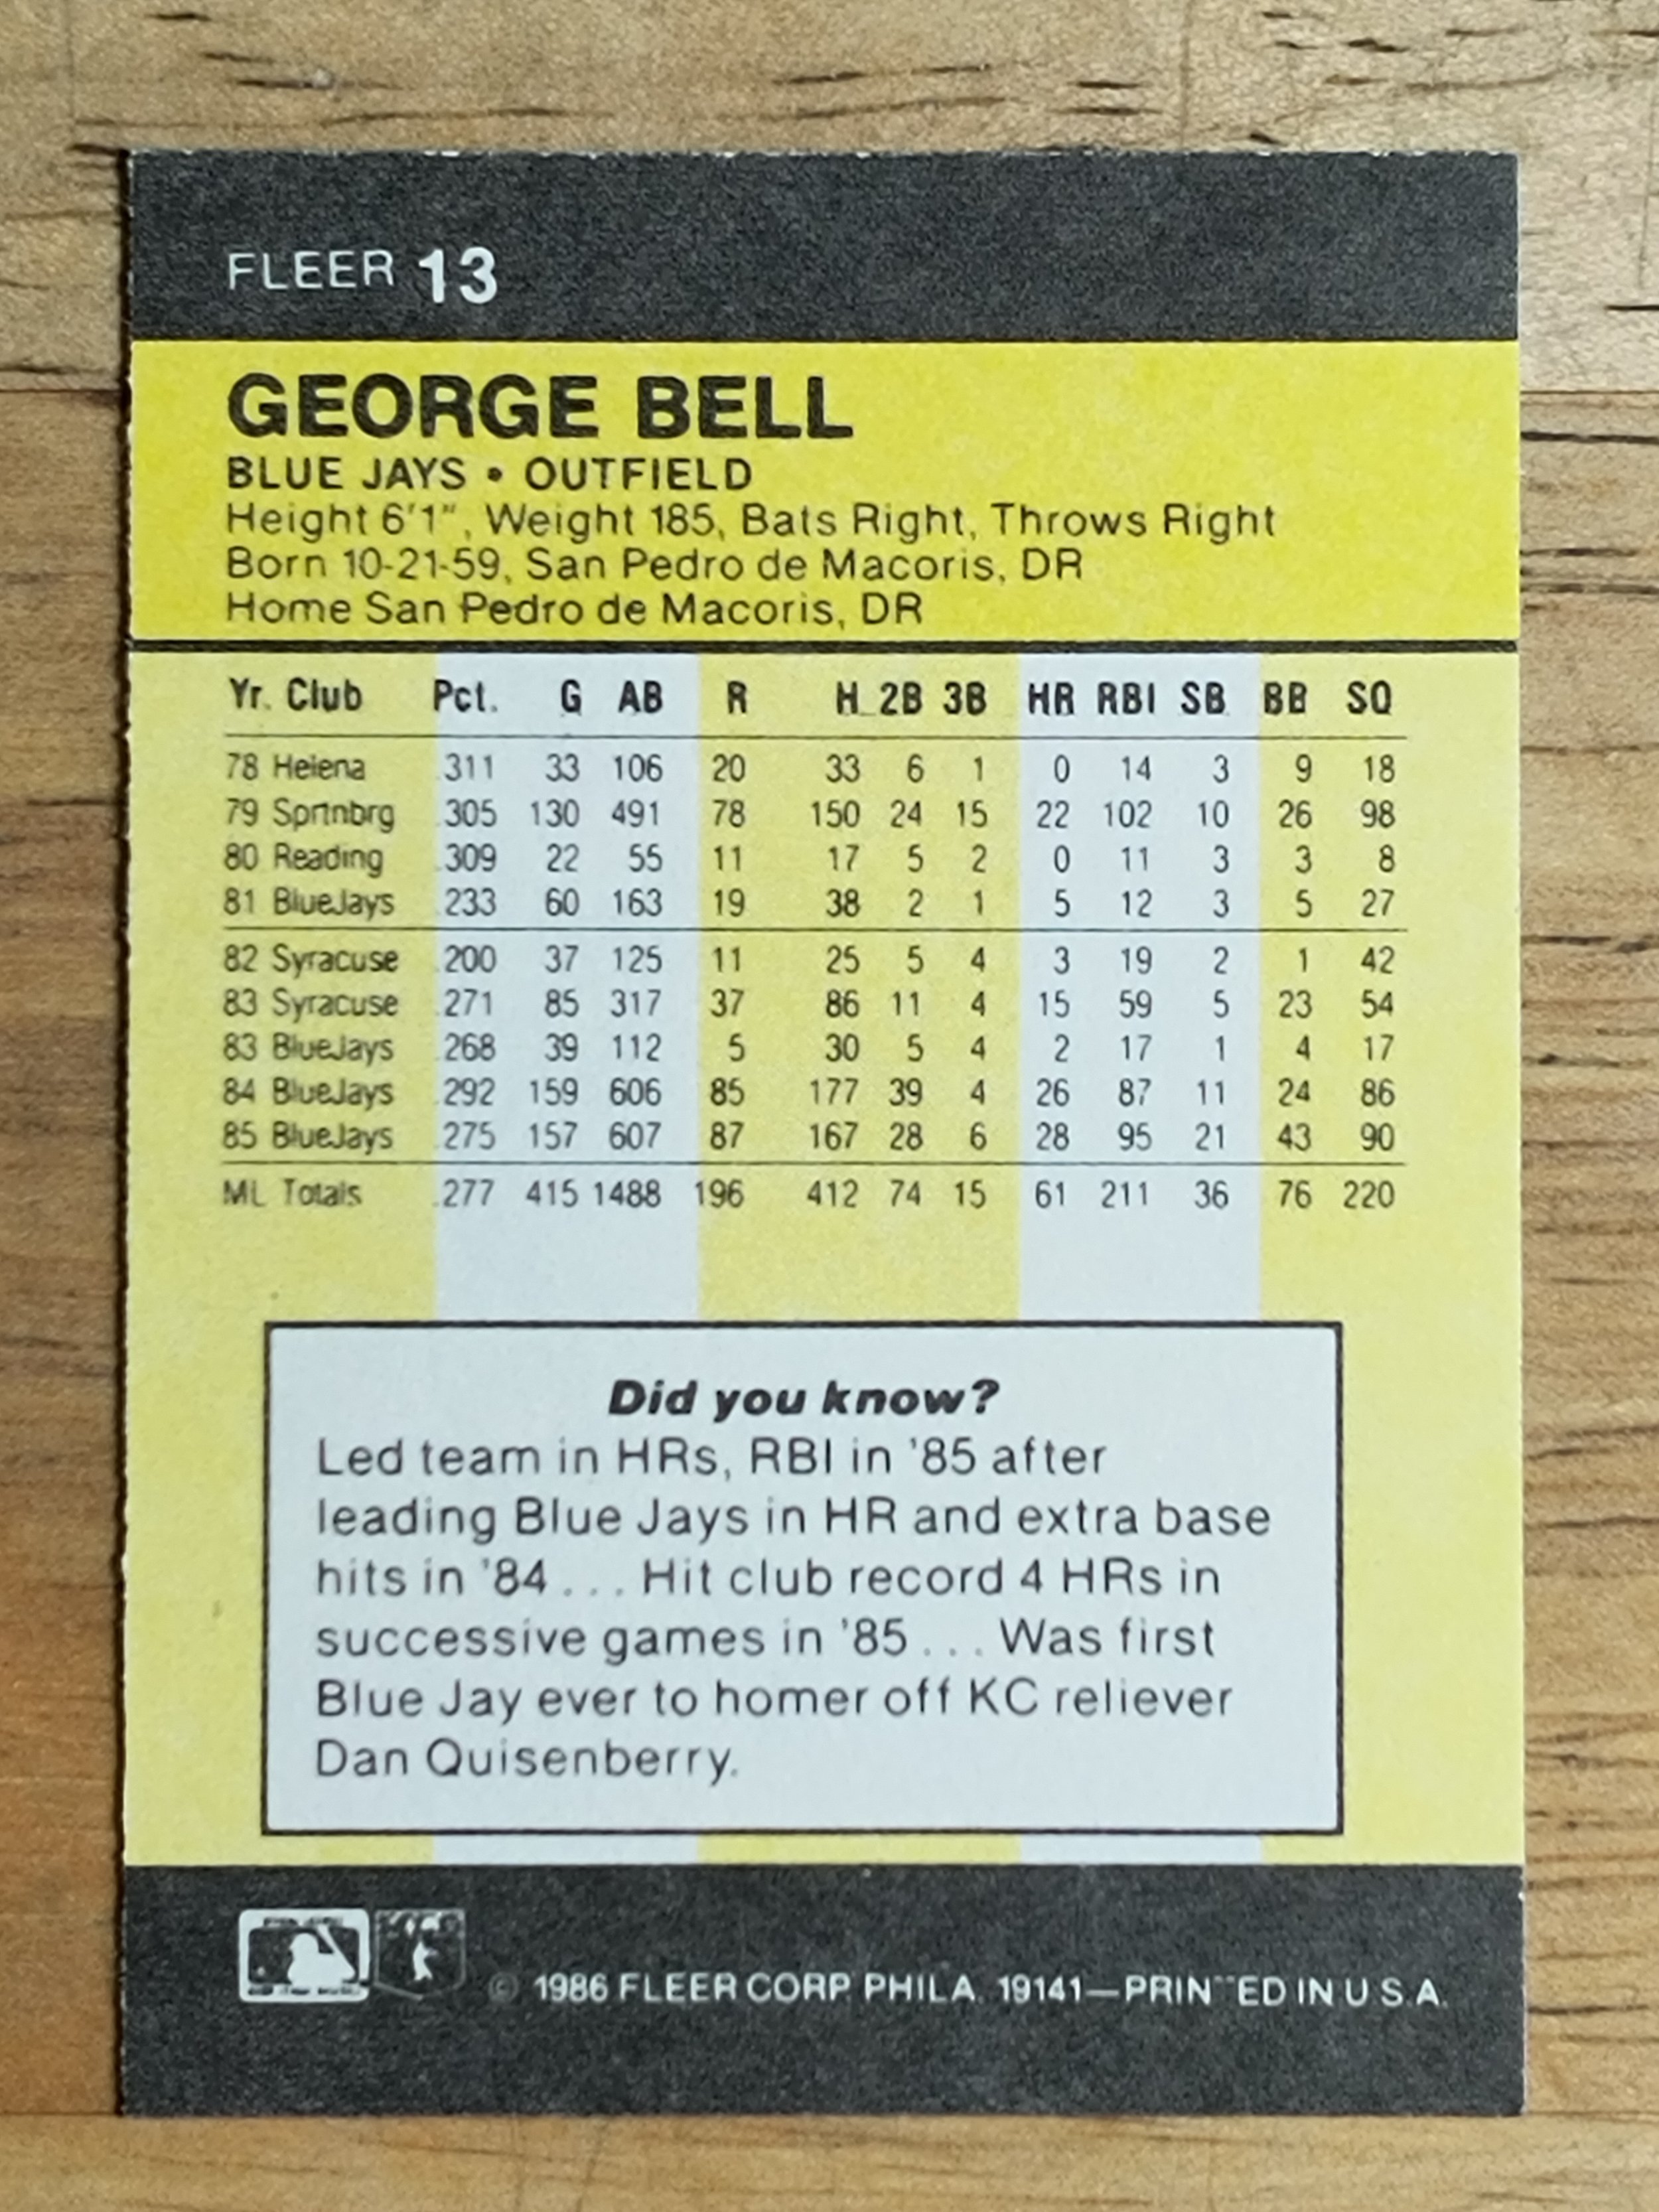 FLEER 13
GEORGE BELL
BLUE JAYS • OUTFIELD
Height 6'1", Weight 185, Bats Right, Throws Right
Born 10-21-59, San Pedro de Macoris, DR
Home San Pedro de Macoris, DR
Yr. Club Pct. G AB R H 2B 3B HR RBI SB BB SO
78 Helena .311 33 106 20 33 6 1 0 14 3 9 18
79 Sprtnbrg .305 130 491 78 150 24 15 22 102 10 26 98
80 Reading .309 22 55 11 17 5 2 0 11 3 3 8
81 BlueJays .233 60 163 19 38 2 1 5 12 3 5 27
82 Syracuse .200 37 125 11 25 5 4 3 19 2 1 42
83 Syracuse .271 85 317 37 86 11 4 15 59 5 23 54
83 BlueJays .268 39 112 5 30 5 4 2 17 1 4 17
84 BlueJays .292 159 606 85 177 39 4 26 87 11 24 86
85 BlueJays .275 157 607 87 167 28 6 28 95 21 43 90
ML Totals .277 415 1488 196 412 74 15 61 211 36 76 220
Did you know?
Led team in HRs, RBI in '85 after
leading Blue Jays in HR and extra base
hits in '84 . . . Hit club record 4 HRs in
successive games in '85 . . . Was first
Blue Jay ever to homer off KC reliever
Dan Quisenberry.
© 1986 FLEER CORP PHILA. 19141—PRINTED IN U.S.A.